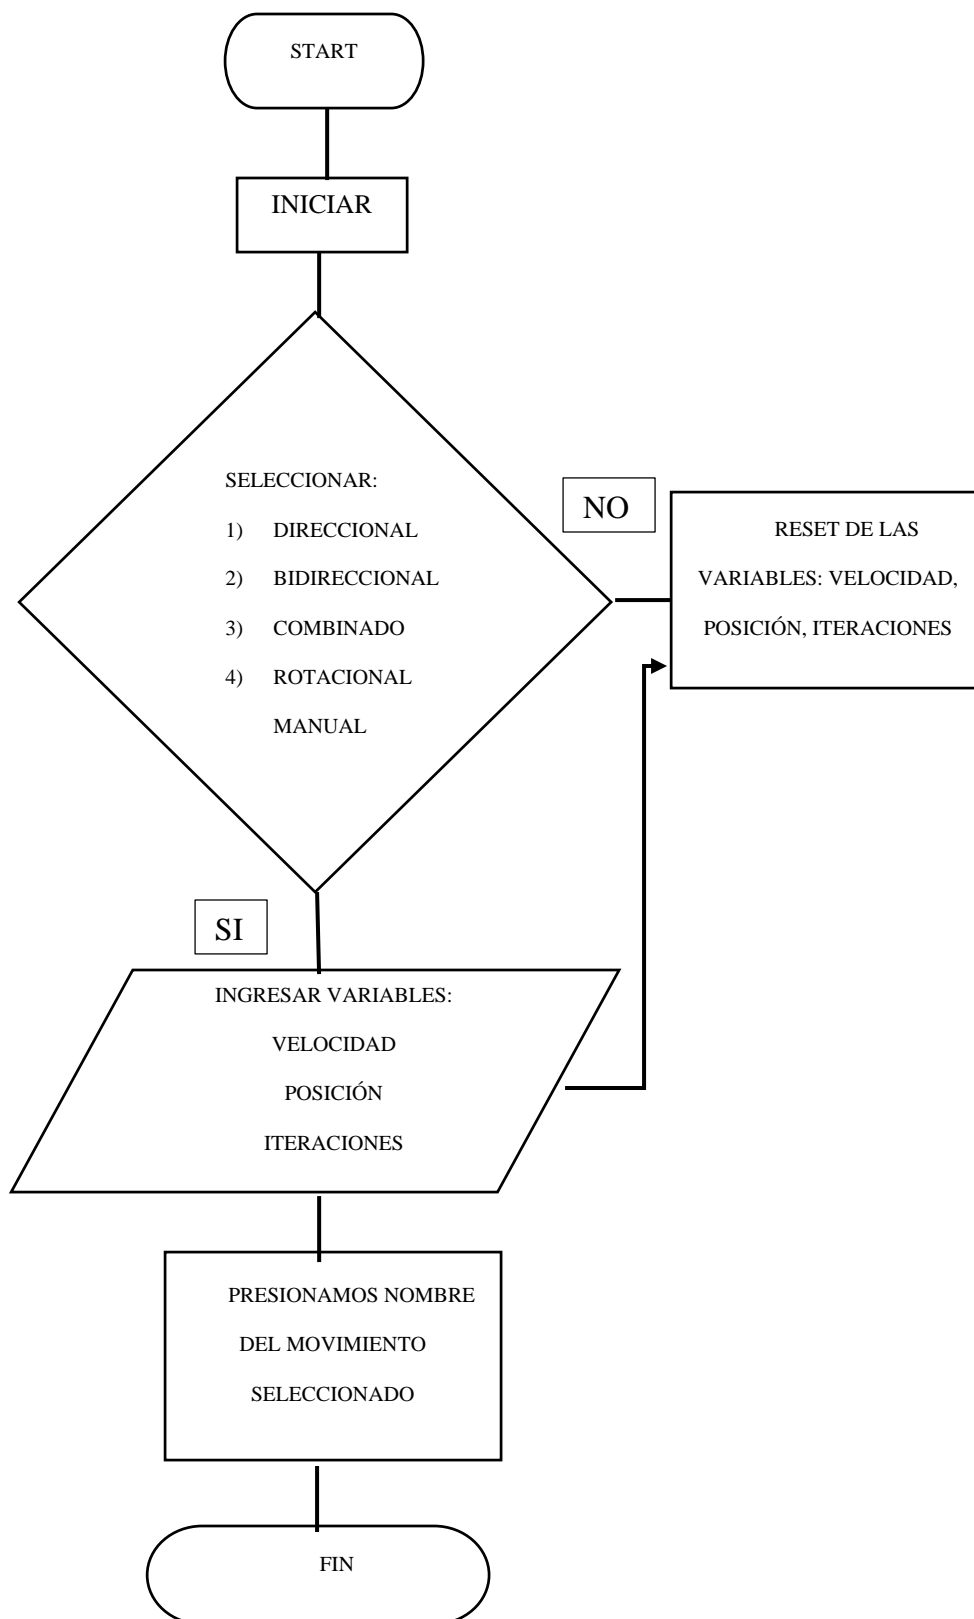 START
INICIAR
SELECCIONAR:
1) DIRECCIONAL
2) BIDIRECCIONAL
3) COMBINADO
4) ROTACIONAL
MANUAL
NO
RESET DE LAS
VARIABLES: VELOCIDAD,
POSICIÓN, ITERACIONES
SI
INGRESAR VARIABLES:
VELOCIDAD
POSICIÓN
ITERACIONES
PRESIONAMOS NOMBRE
DEL MOVIMIENTO
SELECCIONADO
FIN